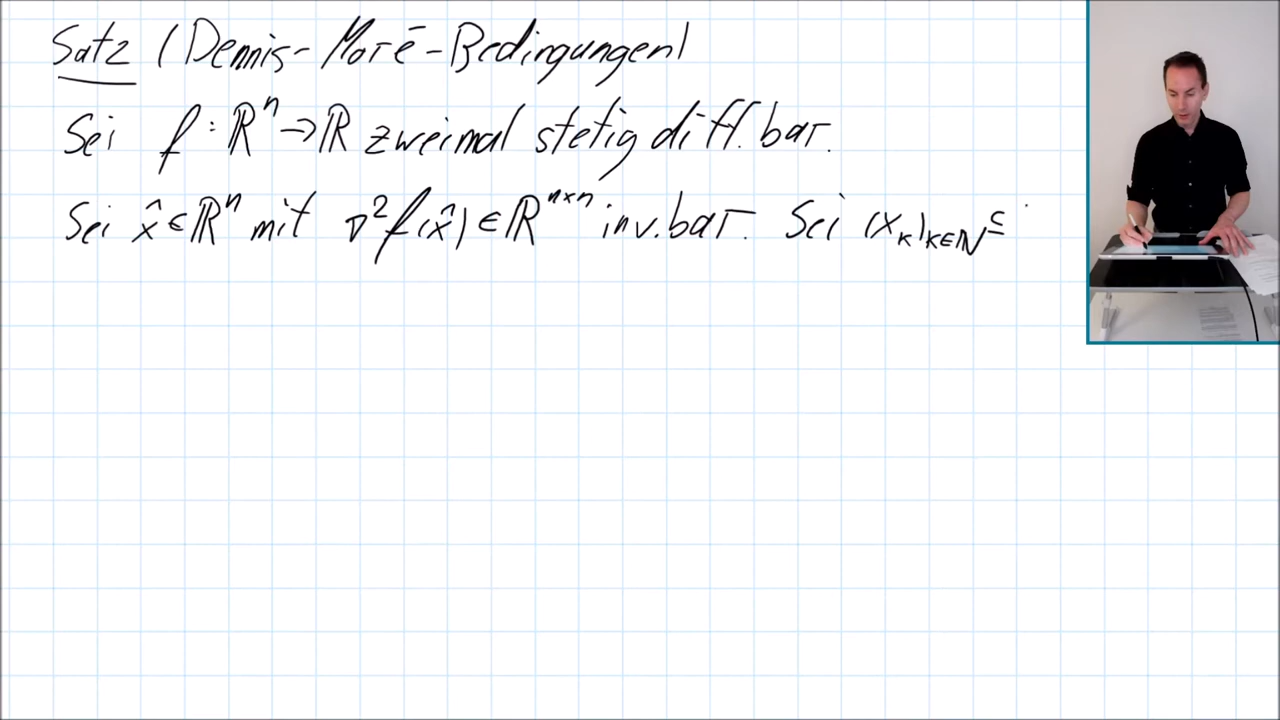 Satz (Dennis-Moré-Bedingungen)
Sei f : ℝⁿ → ℝ zweimal stetig diff.bar.
Sei x̂ ∈ ℝⁿ mit ∇²f(x̂) ∈ ℝⁿˣⁿ inv.bar. Sei (xₖ)ₖ∈ℕ ⊆